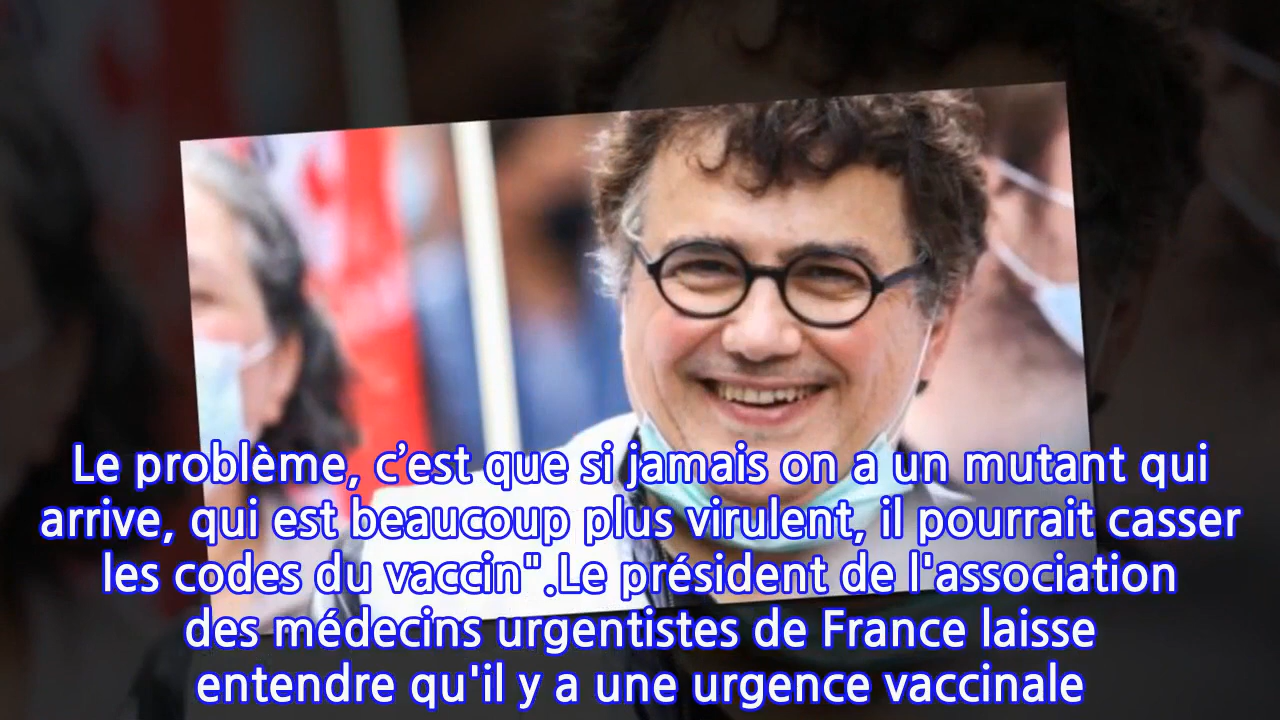 Le problème, c’est que si jamais on a un mutant qui
arrive, qui est beaucoup plus virulent, il pourrait casser
les codes du vaccin".Le président de l'association
des médecins urgentistes de France laisse
entendre qu'il y a une urgence vaccinale